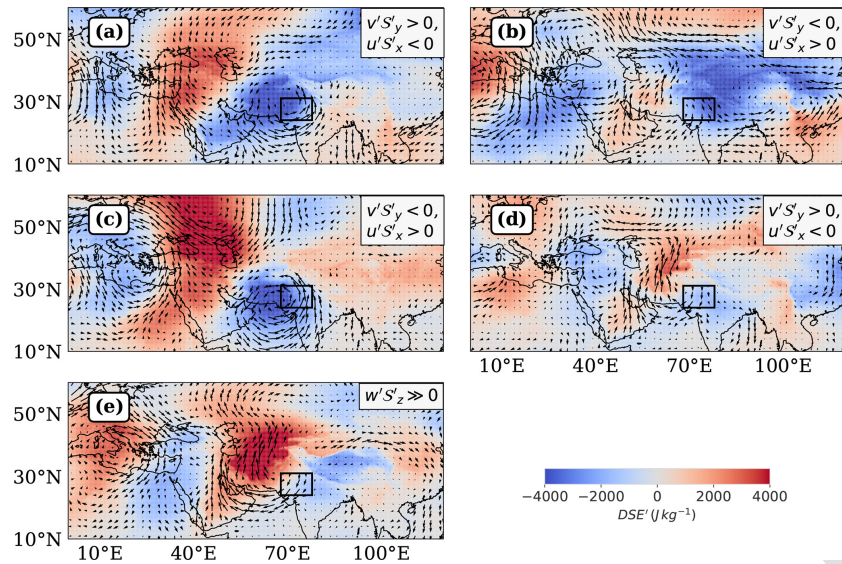 50°N
30°N
10°N
(a)
v′S′y > 0,
u′S′x < 0
(b)
v′S′y > 0,
u′S′x > 0
50°N
30°N
10°N
(c)
v′S′y < 0,
u′S′x > 0
(d)
v′S′y > 0,
u′S′x > 0
10°E 40°E 70°E 100°E
50°N
30°N
10°N
(e)
w′S′z ≫ 0
10°E 40°E 70°E 100°E
−4000 −2000 0 2000 4000
DSE′ (J kg⁻¹)